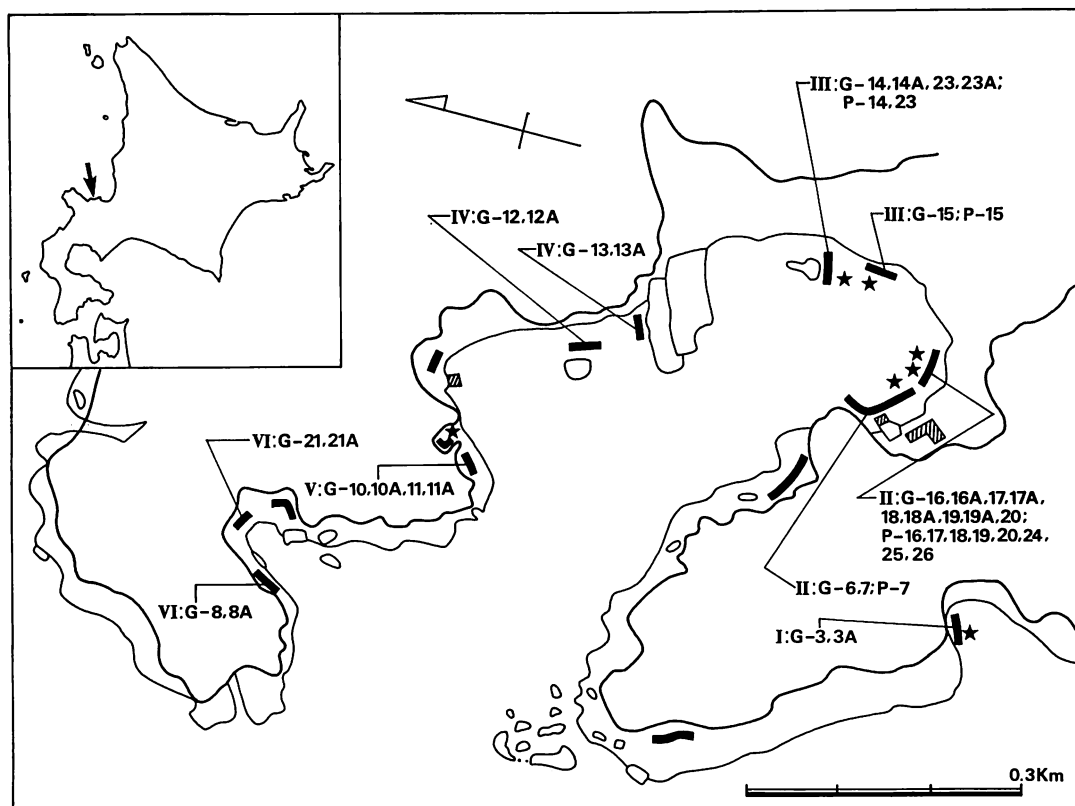 III:G-14,14A,23,23A;
P-14,23
IV:G-12,12A
III:G-15;P-15
IV:G-13,13A
VI:G-21,21A
V:G-10,10A,11,11A
II:G-16,16A,17,17A,
18,18A,19,19A,20;
P-16,17,18,19,20,24,
25,26
VI:G-8,8A
II:G-6,7;P-7
I:G-3,3A
0.3Km